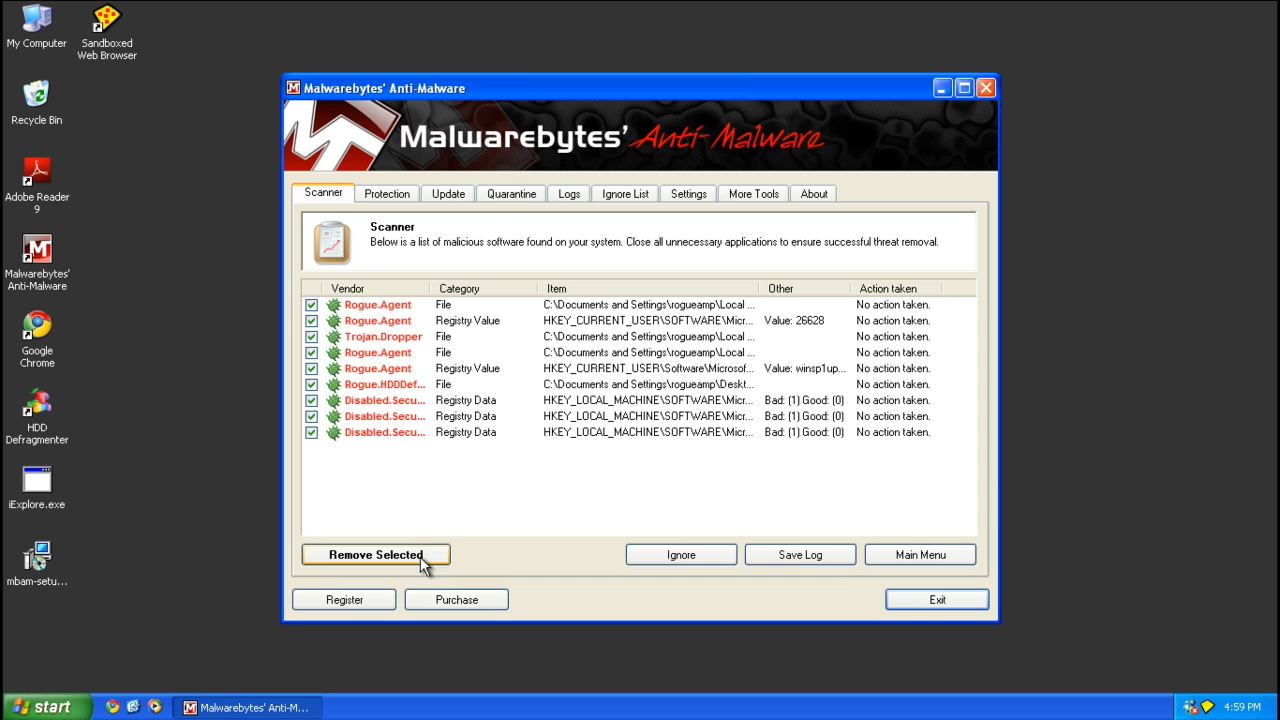 My Computer
Sandboxed
Web Browser
Recycle Bin
Adobe Reader
9
Malwarebytes'
Anti-Malware
Google
Chrome
HDD
Defragmenter
iExplore.exe
mbam-setu...
Malwarebytes' Anti-Malware
Malwarebytes' Anti-Malware
Scanner Protection Update Quarantine Logs Ignore List Settings More Tools About
Scanner
Below is a list of malicious software found on your system. Close all unnecessary applications to ensure successful threat removal.
Vendor Category Item Other Action taken
Rogue.Agent File C:\Documents and Settings\rogueamp\Local ... No action taken.
Rogue.Agent Registry Value HKEY_CURRENT_USER\SOFTWARE\Micr... Value: 26628 No action taken.
Trojan.Dropper File C:\Documents and Settings\rogueamp\Local ... No action taken.
Rogue.Agent File C:\Documents and Settings\rogueamp\Local ... No action taken.
Rogue.Agent Registry Value HKEY_CURRENT_USER\Software\Microsof... Value: winsp1up... No action taken.
Rogue.HDDDef... File C:\Documents and Settings\rogueamp\Deskt... No action taken.
Disabled.Secu... Registry Data HKEY_LOCAL_MACHINE\SOFTWARE\Micr... Bad: (1) Good: (0) No action taken.
Disabled.Secu... Registry Data HKEY_LOCAL_MACHINE\SOFTWARE\Micr... Bad: (1) Good: (0) No action taken.
Disabled.Secu... Registry Data HKEY_LOCAL_MACHINE\SOFTWARE\Micr... Bad: (1) Good: (0) No action taken.
Remove Selected Ignore Save Log Main Menu
Register Purchase Exit
start Malwarebytes' Anti-M... 4:59 PM